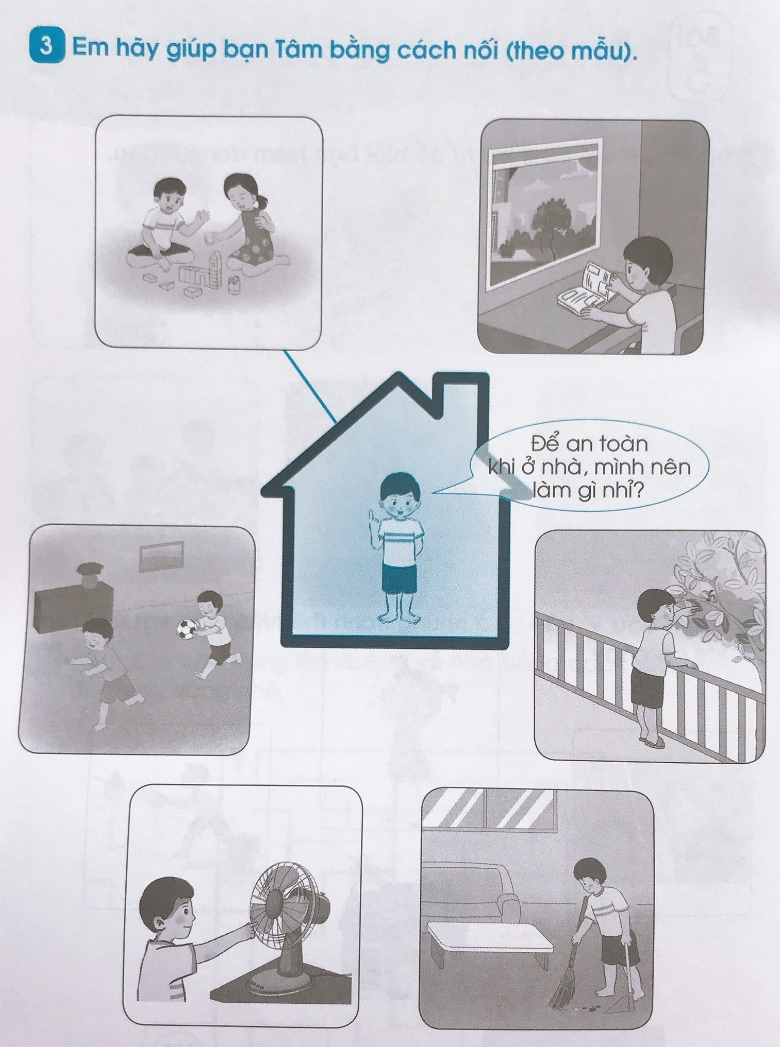 3 Em hãy giúp bạn Tâm bằng cách nối (theo mẫu).
Để an toàn
khi ở nhà, mình nên
làm gì nhỉ?